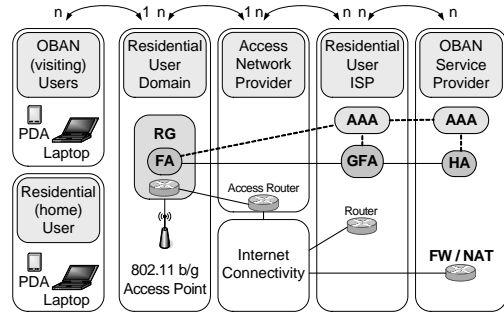 n 1 n 1 n n n n
OBAN
(visiting)
Users
PDA
Laptop
Residential
(home)
User
PDA
Laptop
Residential
User
Domain
RG
FA
802.11 b/g
Access Point
Access
Network
Provider
Access Router
Internet
Connectivity
Residential
User
ISP
AAA
GFA
Router
OBAN
Service
Provider
AAA
HA
FW / NAT